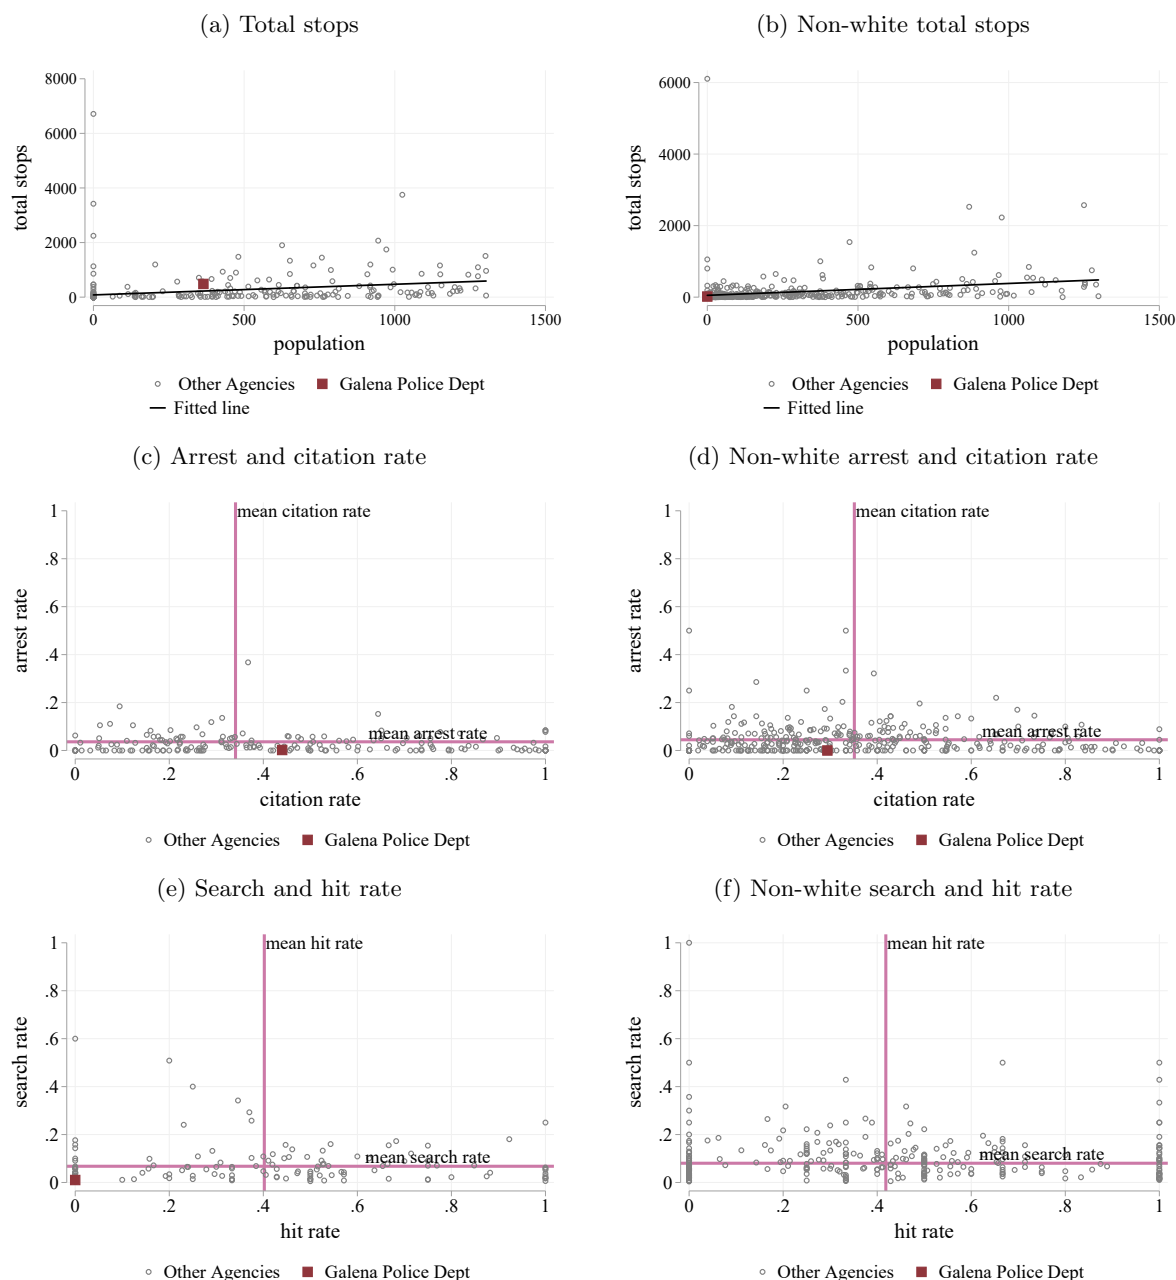 (a) Total stops
(b) Non-white total stops
8000
6000
4000
2000
0
total stops
0 500 1000 1500
population
Other Agencies Galena Police Dept
Fitted line
6000
4000
2000
0
total stops
0 500 1000 1500
population
Other Agencies Galena Police Dept
Fitted line
(c) Arrest and citation rate
(d) Non-white arrest and citation rate
mean citation rate
1
.8
.6
.4
.2
0
arrest rate
mean arrest rate
0 .2 .4 .6 .8 1
citation rate
Other Agencies Galena Police Dept
mean citation rate
1
.8
.6
.4
.2
0
arrest rate
mean arrest rate
0 .2 .4 .6 .8 1
citation rate
Other Agencies Galena Police Dept
(e) Search and hit rate
(f) Non-white search and hit rate
mean hit rate
1
.8
.6
.4
.2
0
search rate
mean search rate
0 .2 .4 .6 .8 1
hit rate
Other Agencies Galena Police Dept
mean hit rate
1
.8
.6
.4
.2
0
search rate
mean search rate
0 .2 .4 .6 .8 1
hit rate
Other Agencies Galena Police Dept